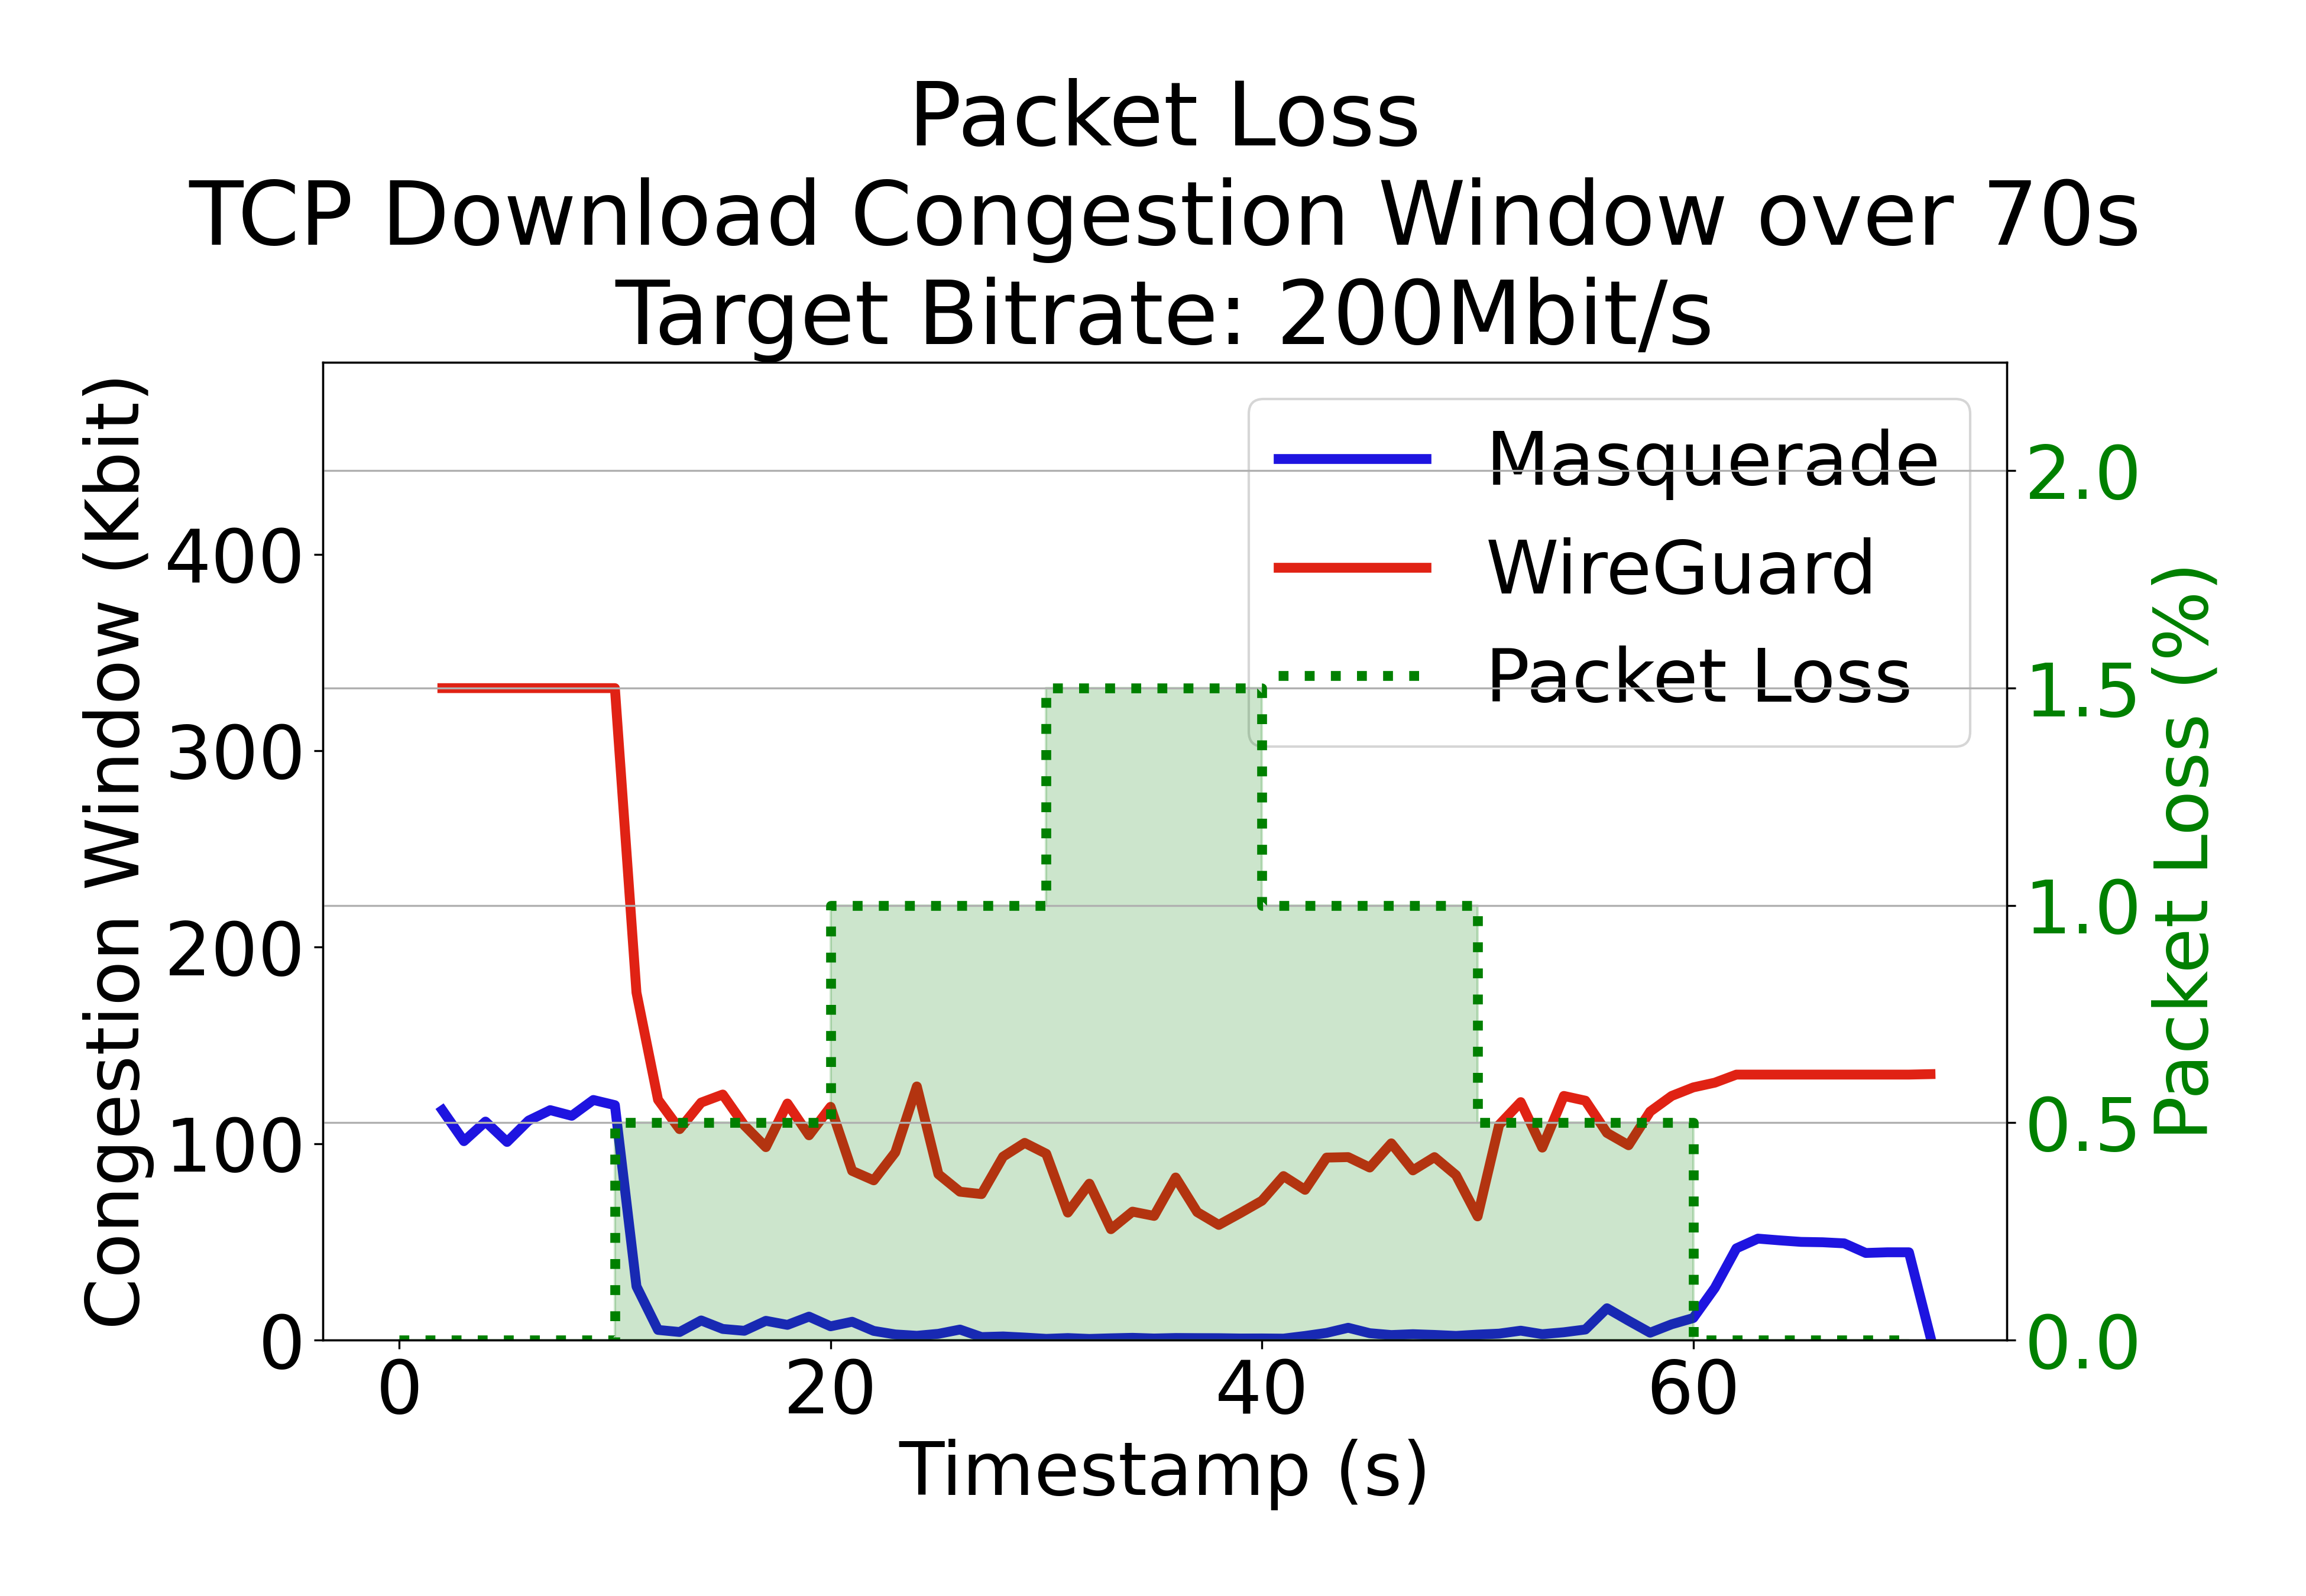 Packet Loss
TCP Download Congestion Window over 70s
Target Bitrate: 200Mbit/s
Congestion Window (Kbit)
400
300
200
100
0
Masquerade
WireGuard
Packet Loss
2.0
1.5
1.0
0.5
0.0
Packet Loss (%)
0
20
40
60
Timestamp (s)